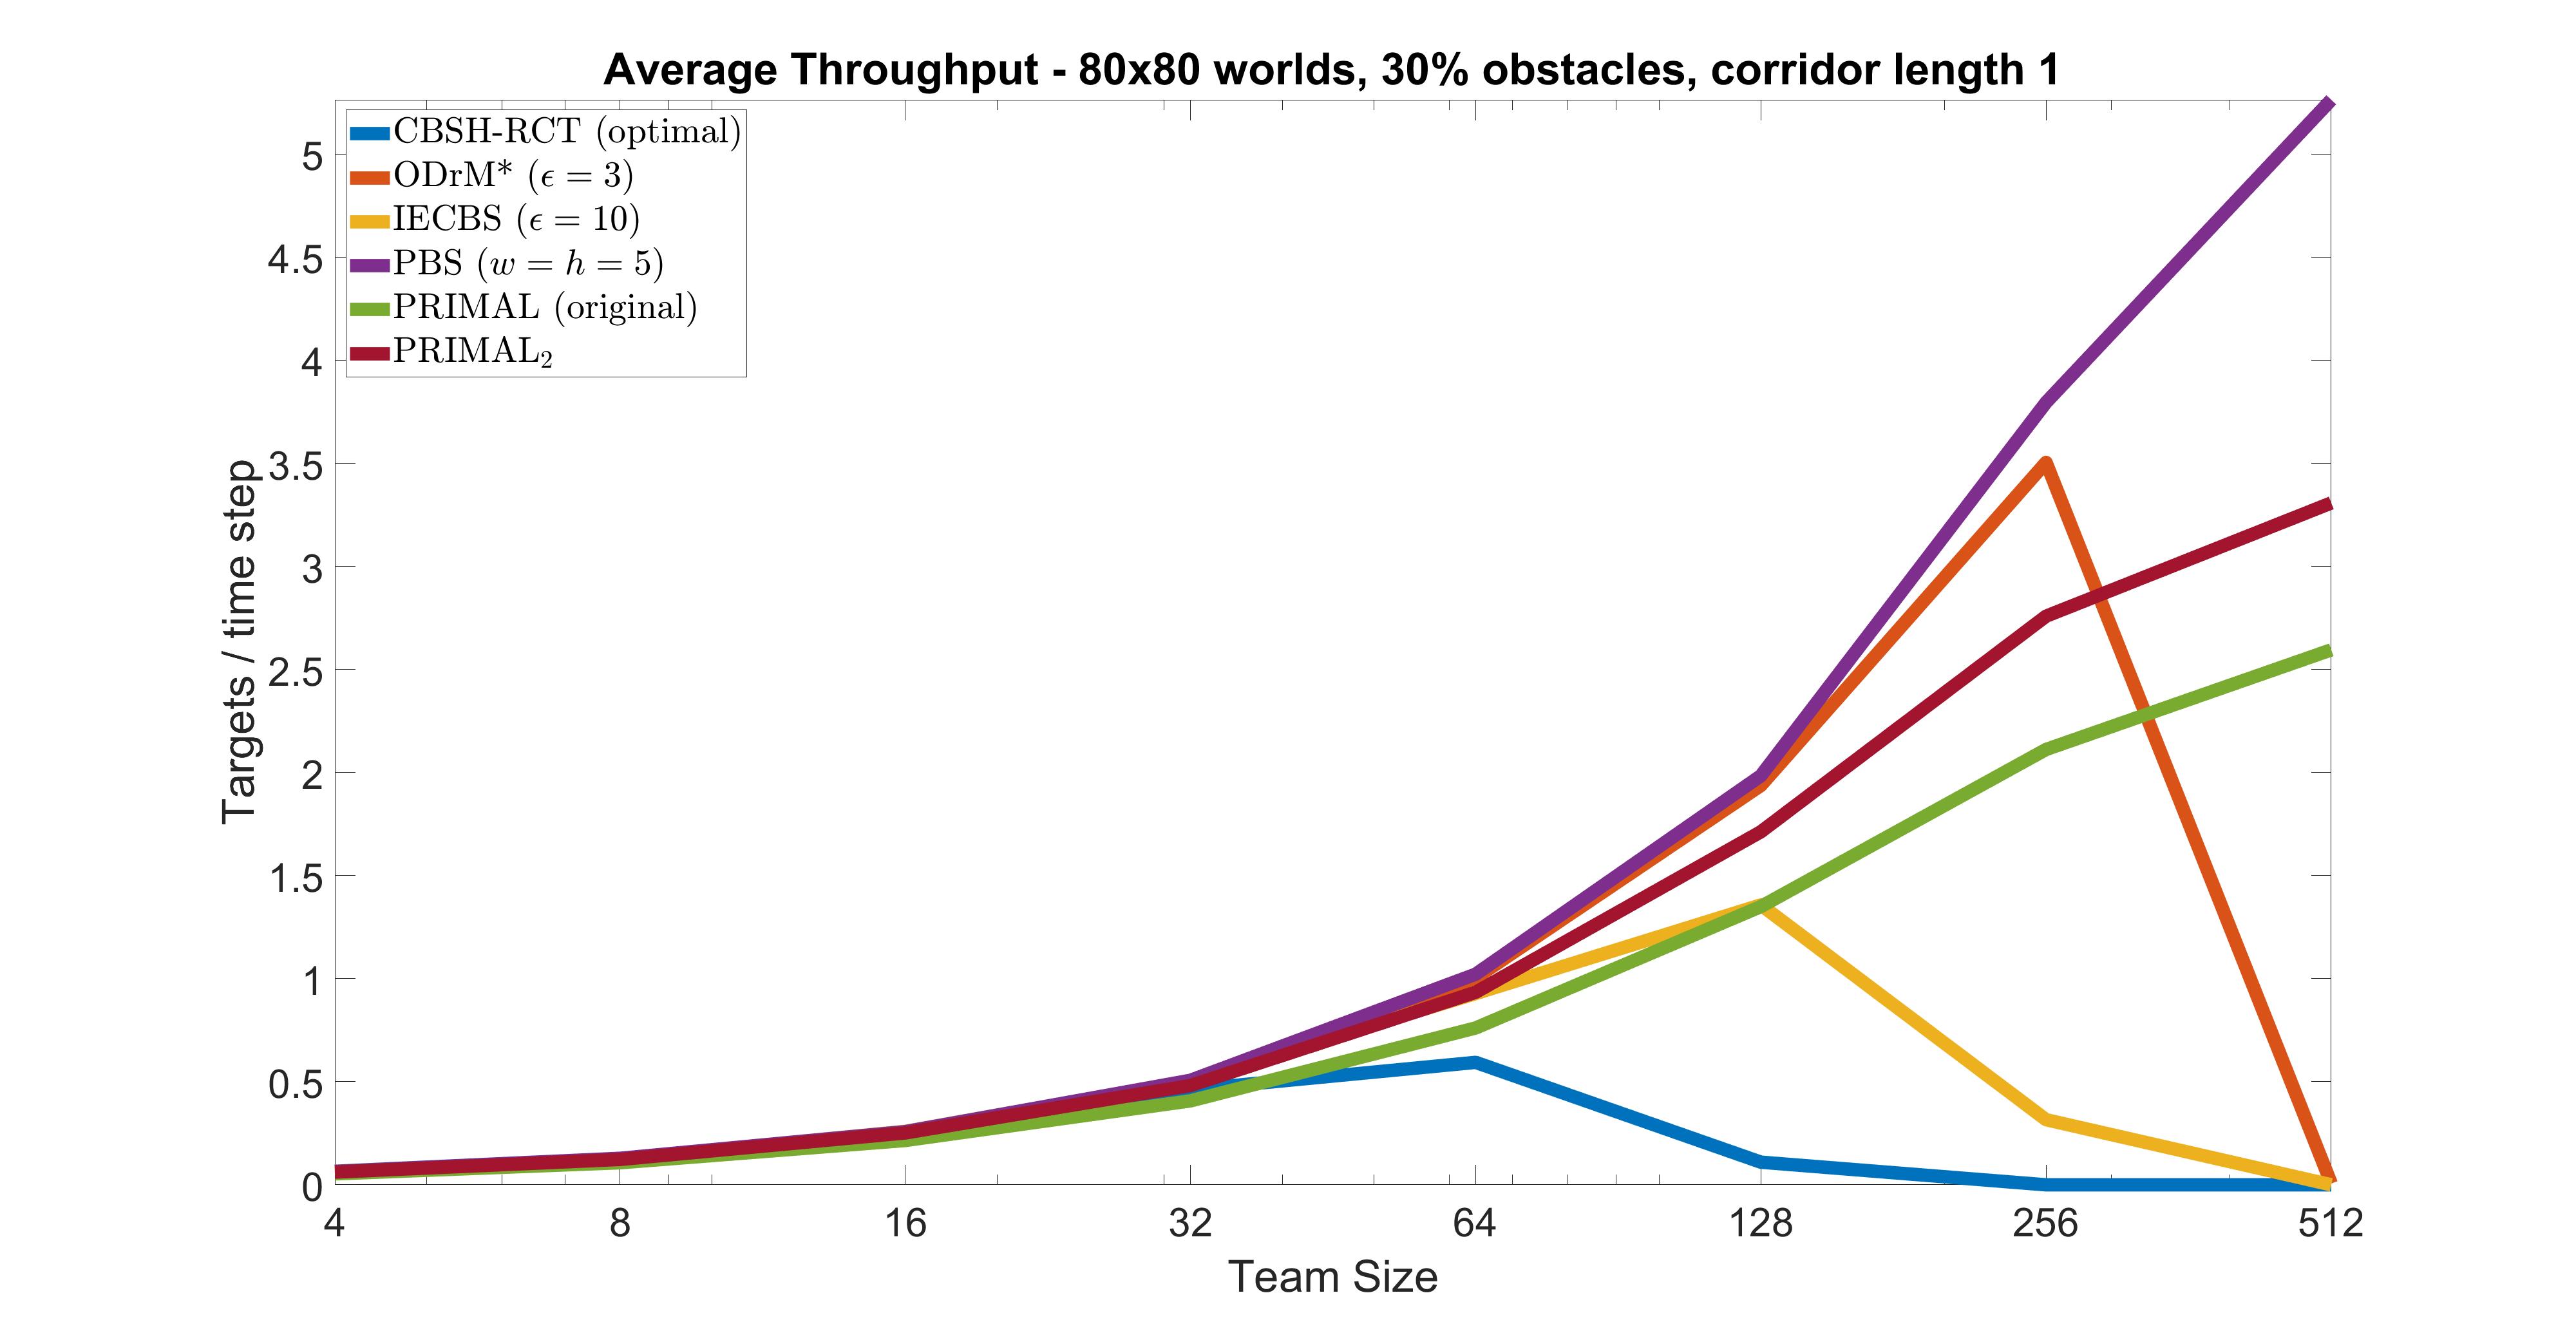 Average Throughput - 80x80 worlds, 30% obstacles, corridor length 1
CBSH-RCT (optimal)
ODrM* (ϵ = 3)
IECBS (ϵ = 10)
PBS (w = h = 5)
PRIMAL (original)
PRIMAL₂
Targets / time step
5
4.5
4
3.5
3
2.5
2
1.5
1
0.5
0
4 8 16 32 64 128 256 512
Team Size